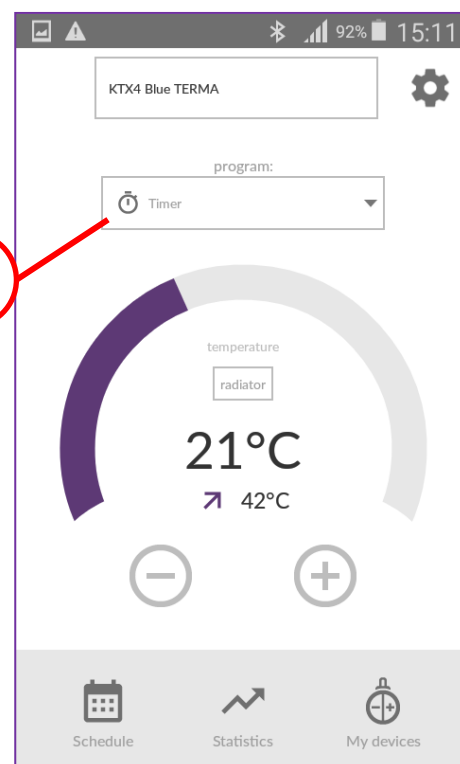 92% 15:11
KTX4 Blue TERMA
program:
Timer
temperature
radiator
21°C
42°C
Schedule Statistics My devices